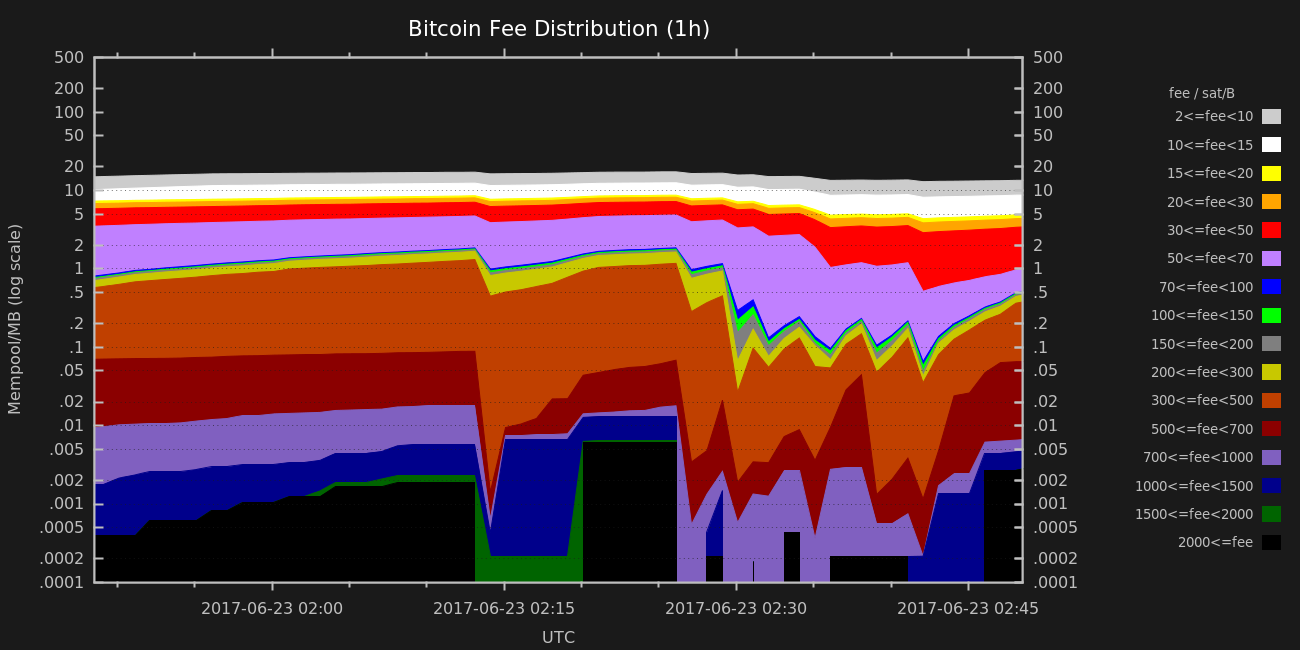 Bitcoin Fee Distribution (1h)
Mempool/MB (log scale)
500
200
100
50
20
10
5
2
1
.5
.2
.1
.05
.02
.01
.005
.002
.001
.0005
.0002
.0001
500
200
100
50
20
10
5
2
1
.5
.2
.1
.05
.02
.01
.005
.002
.001
.0005
.0002
.0001
2017-06-23 02:00
2017-06-23 02:15
2017-06-23 02:30
2017-06-23 02:45
UTC
fee / sat/B
2<=fee<10
10<=fee<15
15<=fee<20
20<=fee<30
30<=fee<50
50<=fee<70
70<=fee<100
100<=fee<150
150<=fee<200
200<=fee<300
300<=fee<500
500<=fee<700
700<=fee<1000
1000<=fee<1500
1500<=fee<2000
2000<=fee